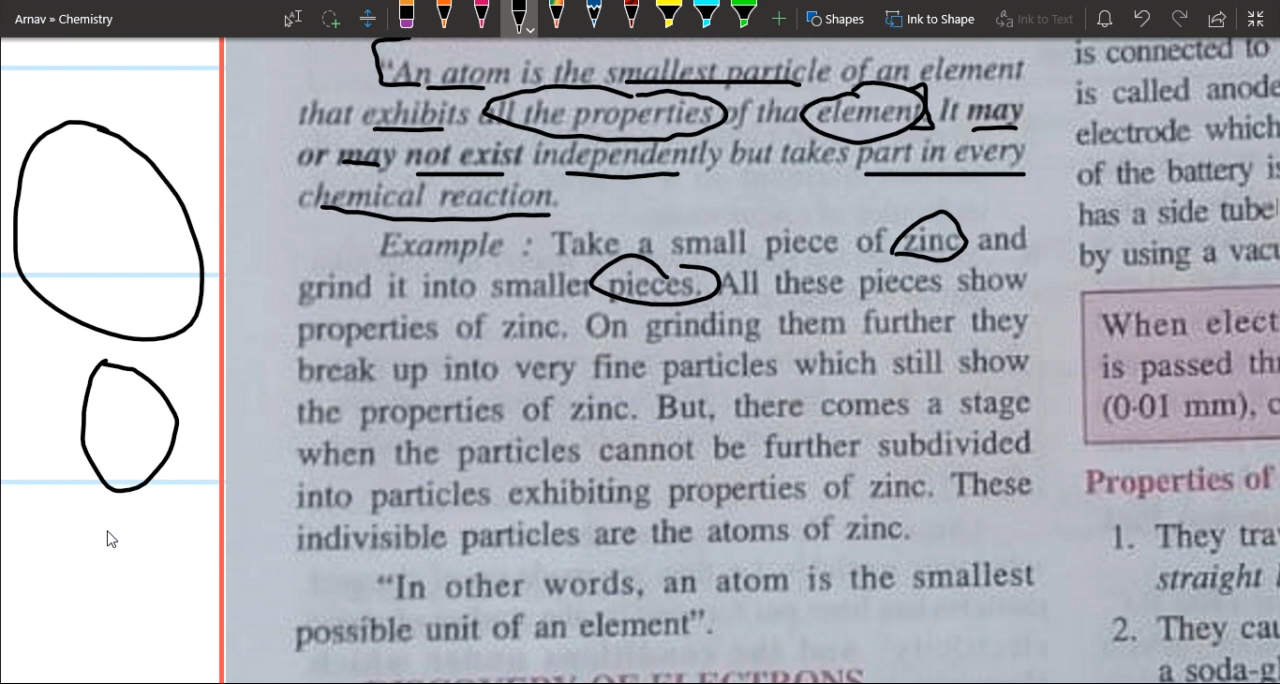 Arnav » Chemistry
Shapes
Ink to Shape
Ink to Text
"An atom is the smallest particle of an element
that exhibits all the properties of that element. It may
or may not exist independently but takes part in every
chemical reaction.
Example : Take a small piece of zinc and
grind it into smaller pieces. All these pieces show
properties of zinc. On grinding them further they
break up into very fine particles which still show
the properties of zinc. But, there comes a stage
when the particles cannot be further subdivided
into particles exhibiting properties of zinc. These
indivisible particles are the atoms of zinc.
"In other words, an atom is the smallest
possible unit of an element".
DISCOVERY OF ELECTRONS
is connected to
is called anode
electrode which
of the battery is
has a side tube
by using a vacu
When elect
is passed thr
(0·01 mm), c
Properties of
1. They tra
straight
2. They cau
a soda-gl